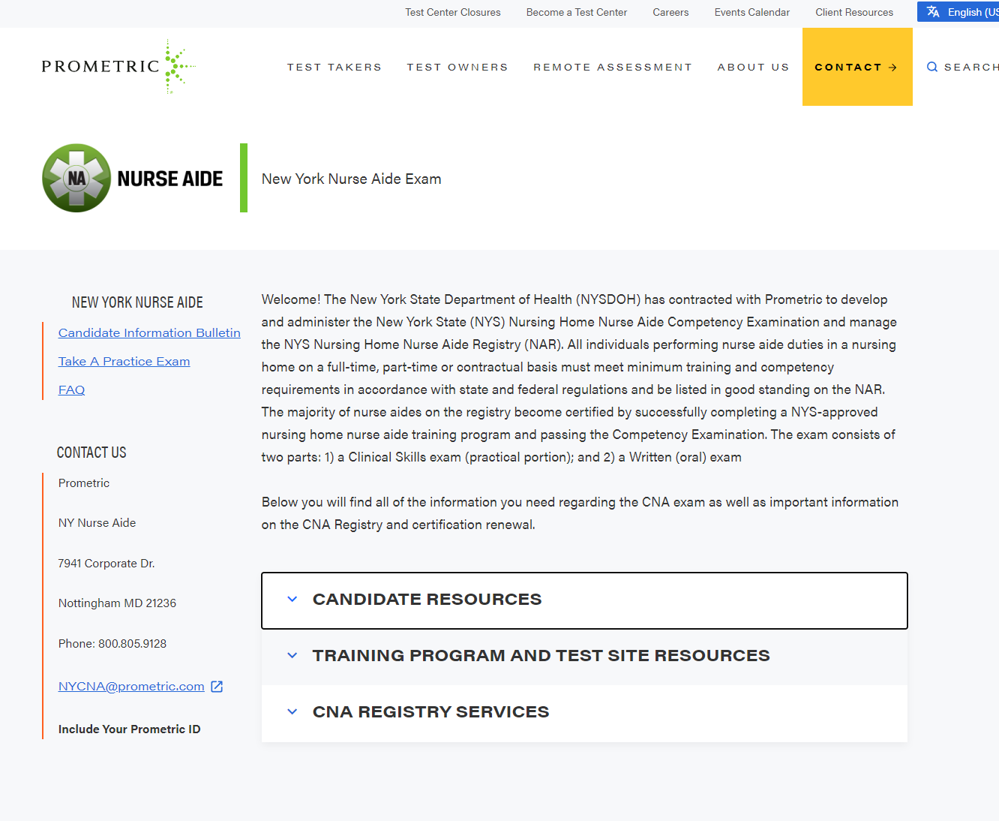 Test Center Closures Become a Test Center Careers Events Calendar Client Resources English (US
PROMETRIC
TEST TAKERS TEST OWNERS REMOTE ASSESSMENT ABOUT US CONTACT → SEARCH
NA NURSE AIDE
New York Nurse Aide Exam
NEW YORK NURSE AIDE
Candidate Information Bulletin
Take A Practice Exam
FAQ
CONTACT US
Prometric
NY Nurse Aide
7941 Corporate Dr.
Nottingham MD 21236
Phone: 800.805.9128
NYCNA@prometric.com
Include Your Prometric ID
Welcome! The New York State Department of Health (NYSDOH) has contracted with Prometric to develop
and administer the New York State (NYS) Nursing Home Nurse Aide Competency Examination and manage
the NYS Nursing Home Nurse Aide Registry (NAR). All individuals performing nurse aide duties in a nursing
home on a full-time, part-time or contractual basis must meet minimum training and competency
requirements in accordance with state and federal regulations and be listed in good standing on the NAR.
The majority of nurse aides on the registry become certified by successfully completing a NYS-approved
nursing home nurse aide training program and passing the Competency Examination. The exam consists of
two parts: 1) a Clinical Skills exam (practical portion); and 2) a Written (oral) exam
Below you will find all of the information you need regarding the CNA exam as well as important information
on the CNA Registry and certification renewal.
CANDIDATE RESOURCES
TRAINING PROGRAM AND TEST SITE RESOURCES
CNA REGISTRY SERVICES